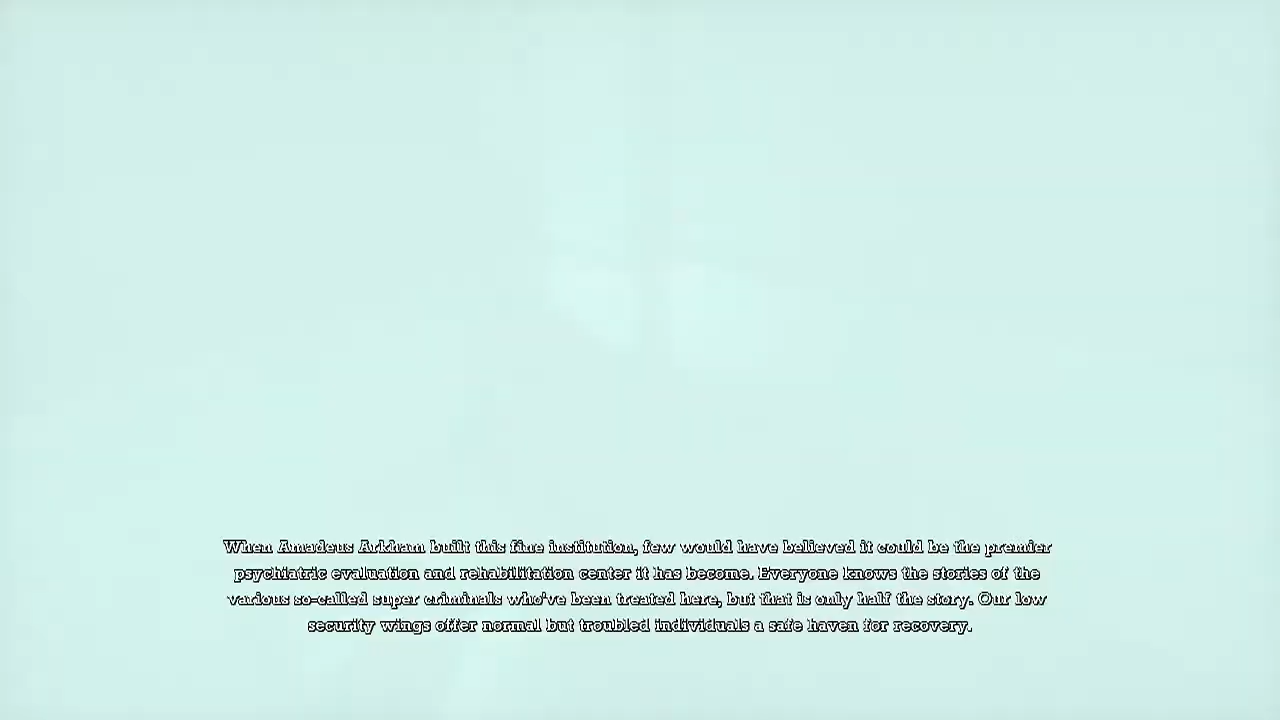 When Amadeus Arkham built this fine institution, few would have believed it could be the premier
psychiatric evaluation and rehabilitation center it has become. Everyone knows the stories of the
various so-called super criminals who've been treated here, but that is only half the story. Our low
security wings offer normal but troubled individuals a safe haven for recovery.